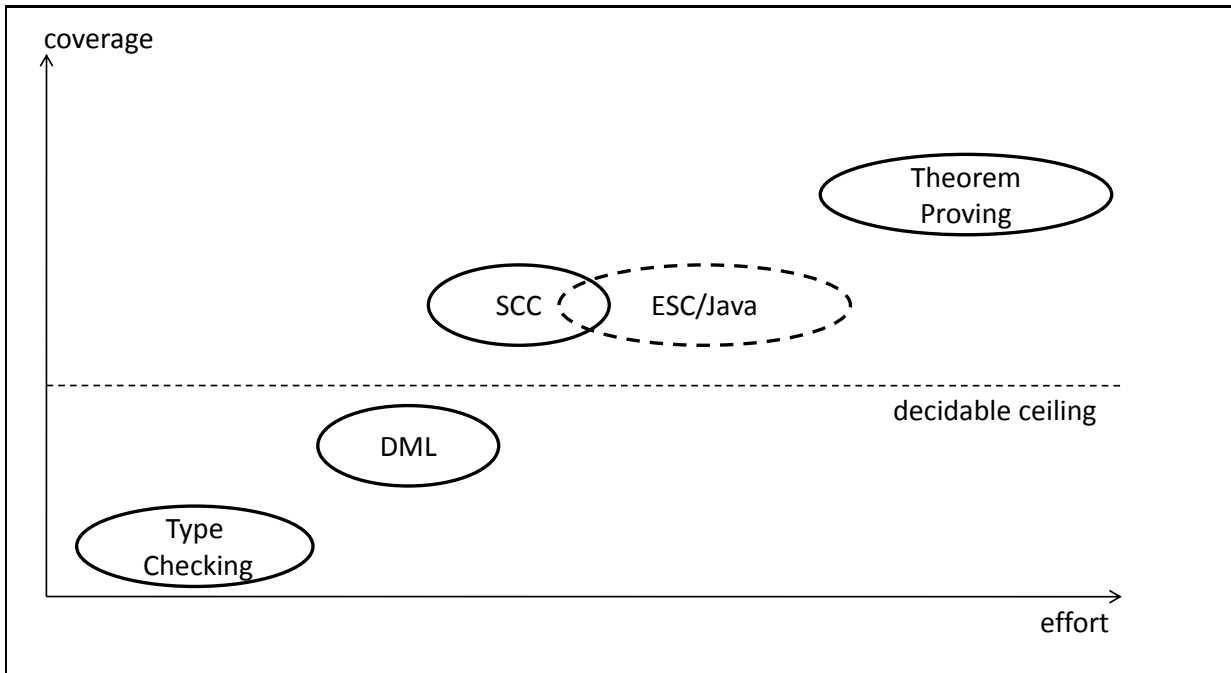 coverage
Theorem
Proving
SCC
ESC/Java
decidable ceiling
DML
Type
Checking
effort